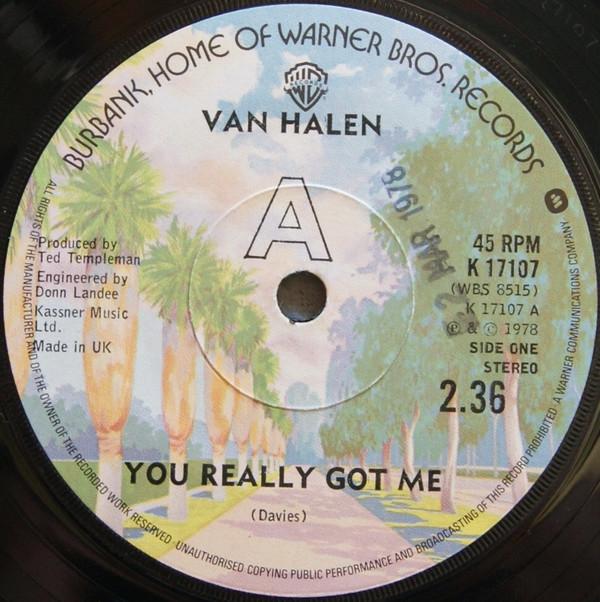 BURBANK, HOME OF WARNER BROS. RECORDS
RECORDS
VAN HALEN
A
MAR 1978
Produced by
Ted Templeman
Engineered by
Donn Landee
Kassner Music
Ltd.
Made in UK
45 RPM
K 17107
(WBS 8515)
K 17107 A
℗ & © 1978
SIDE ONE
STEREO
2.36
YOU REALLY GOT ME
(Davies)
ALL RIGHTS OF THE MANUFACTURER AND OF THE OWNER OF THE RECORDED WORK RESERVED UNAUTHORISED COPYING PUBLIC PERFORMANCE AND BROADCASTING OF THIS RECORD PROHIBITED A WARNER COMMUNICATIONS COMPANY